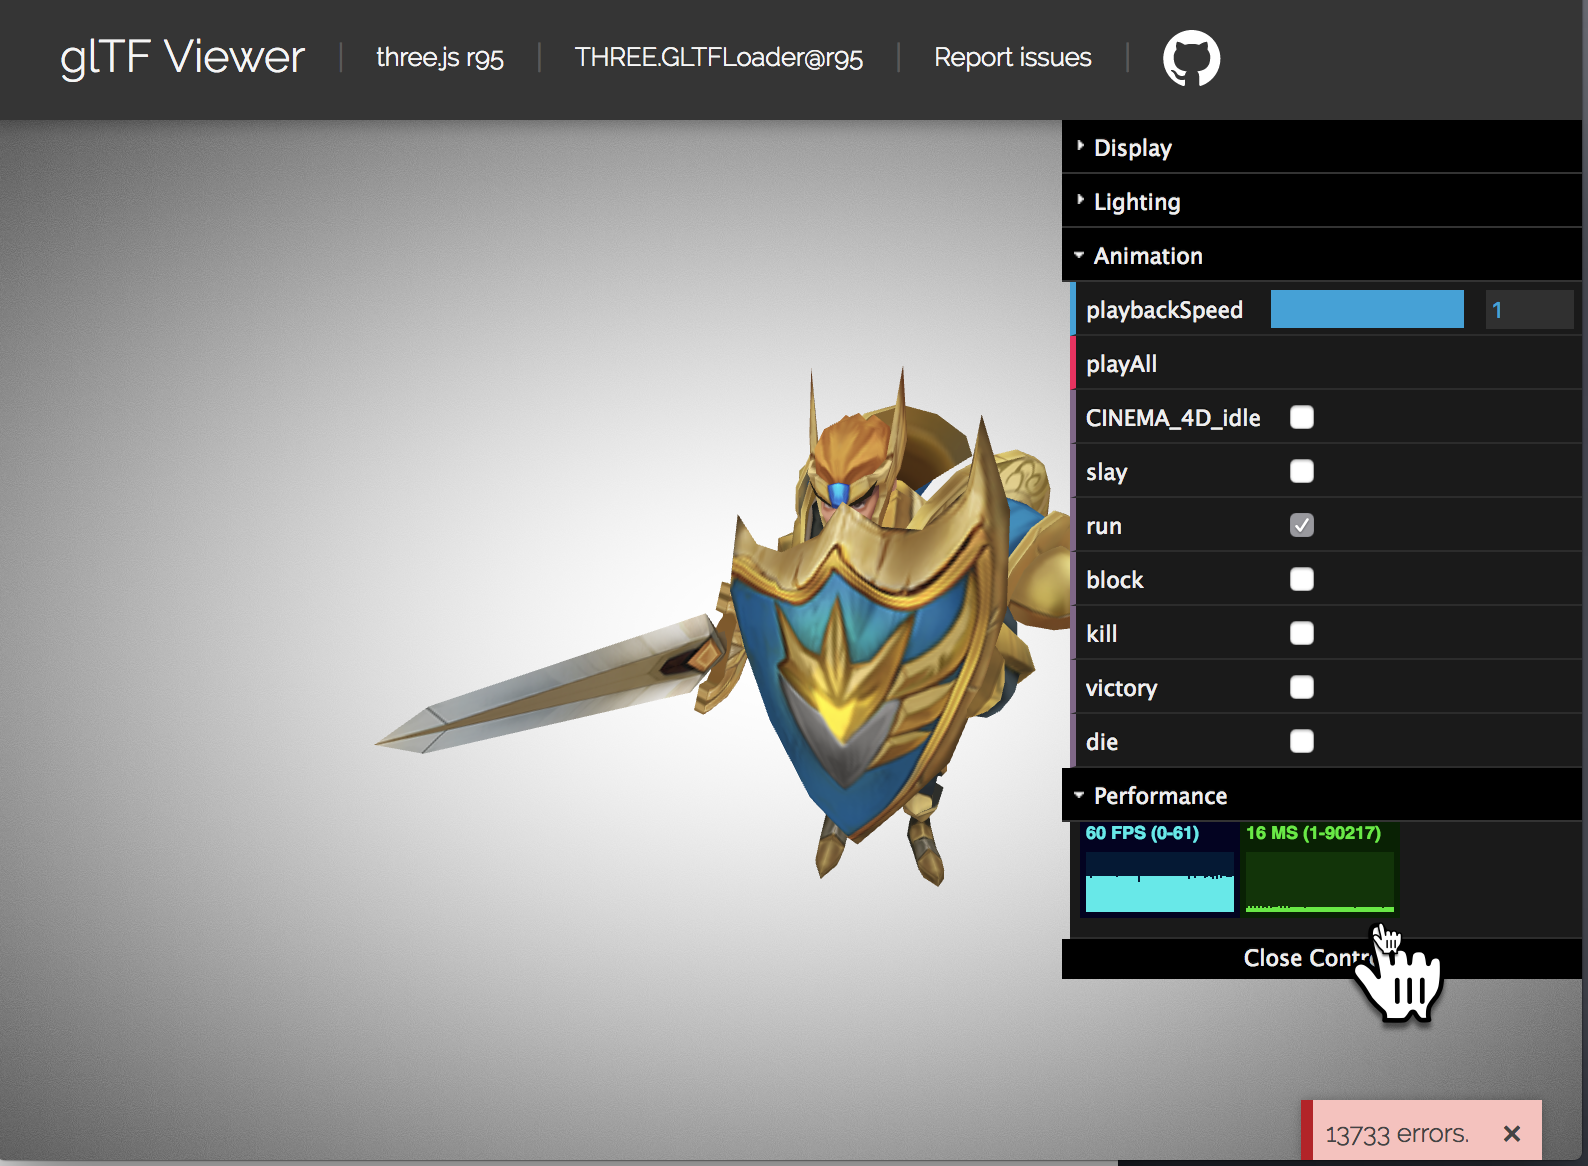 glTF Viewer
three.js r95
THREE.GLTFLoader@r95
Report issues
Display
Lighting
Animation
playbackSpeed 1
playAll
CINEMA_4D_idle
slay
run
block
kill
victory
die
Performance
60 FPS (0-61) 16 MS (1-90217)
Close Contr
13733 errors. ×